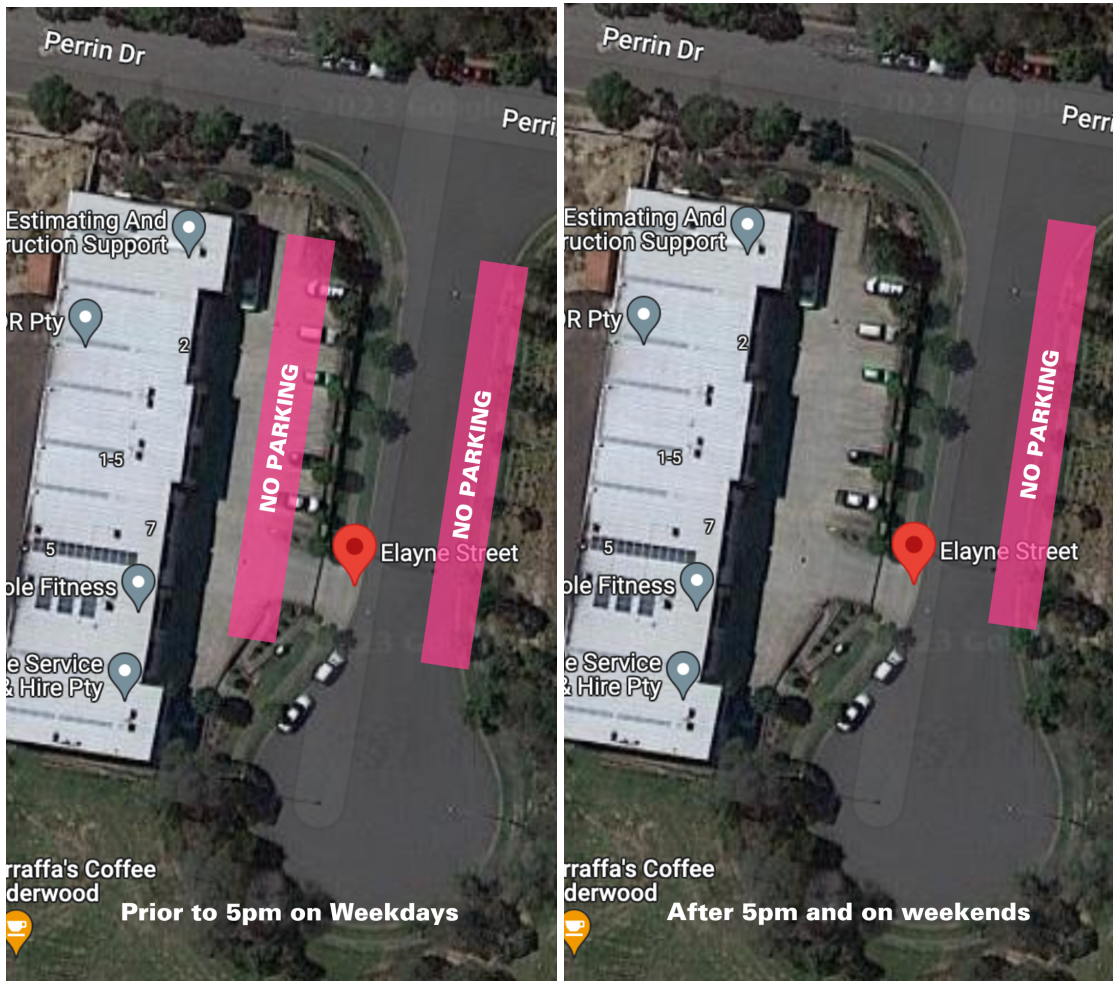 Perrin Dr
Perri
Estimating And
ruction Support
R Pty
2
NO PARKING
NO PARKING
1-5
7
5
Elayne Street
ole Fitness
e Service
& Hire Pty
rraffa's Coffee
derwood
Prior to 5pm on Weekdays
Perrin Dr
Perri
Estimating And
ruction Support
R Pty
2
NO PARKING
1-5
7
5
Elayne Street
ole Fitness
e Service
& Hire Pty
rraffa's Coffee
derwood
After 5pm and on weekends